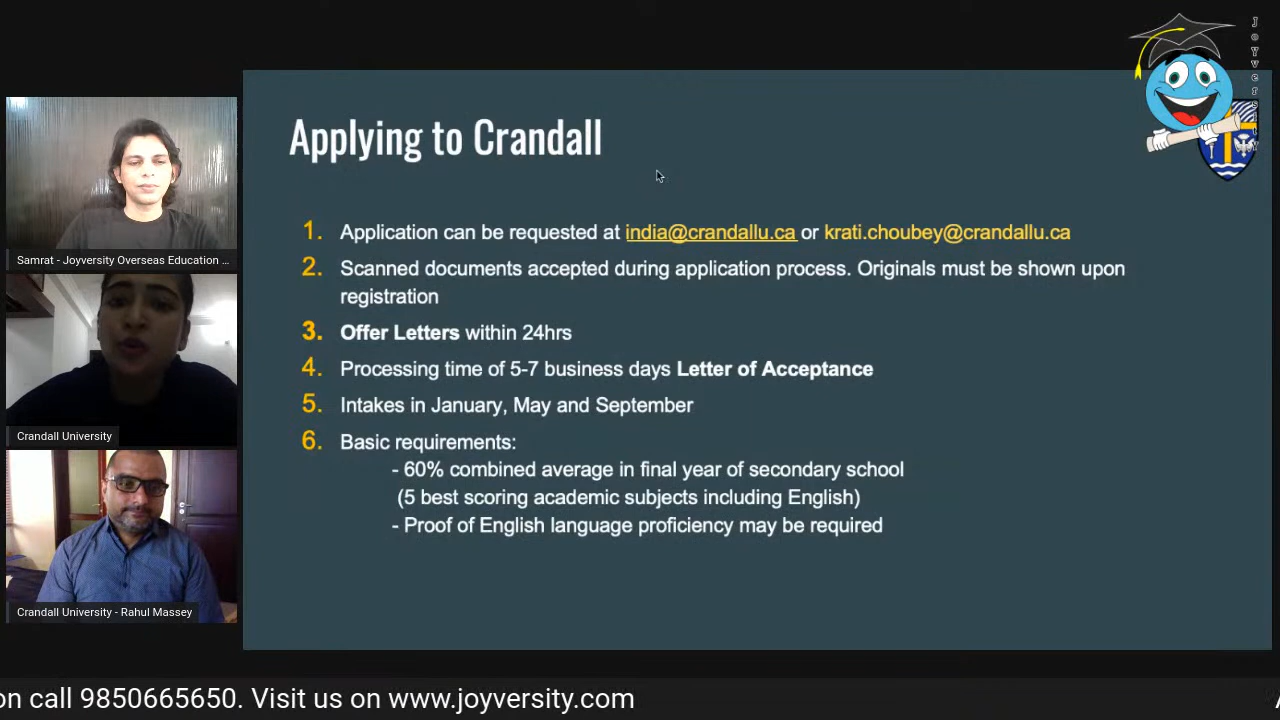 Joyversity
Applying to Crandall
1. Application can be requested at india@crandallu.ca or krati.choubey@crandallu.ca
2. Scanned documents accepted during application process. Originals must be shown upon
registration
3. Offer Letters within 24hrs
4. Processing time of 5-7 business days Letter of Acceptance
5. Intakes in January, May and September
6. Basic requirements:
- 60% combined average in final year of secondary school
(5 best scoring academic subjects including English)
- Proof of English language proficiency may be required
Samrat - Joyversity Overseas Education ...
Crandall University
Crandall University - Rahul Massey
on call 9850665650. Visit us on www.joyversity.com